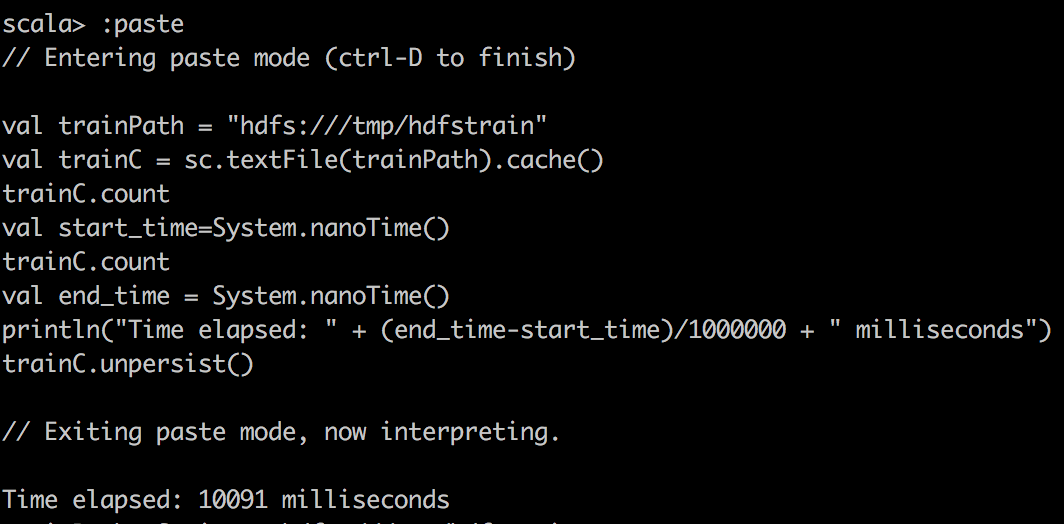 scala> :paste
// Entering paste mode (ctrl-D to finish)
val trainPath = "hdfs:///tmp/hdfstrain"
val trainC = sc.textFile(trainPath).cache()
trainC.count
val start_time=System.nanoTime()
trainC.count
val end_time = System.nanoTime()
println("Time elapsed: " + (end_time-start_time)/1000000 + " milliseconds")
trainC.unpersist()
// Exiting paste mode, now interpreting.
Time elapsed: 10091 milliseconds